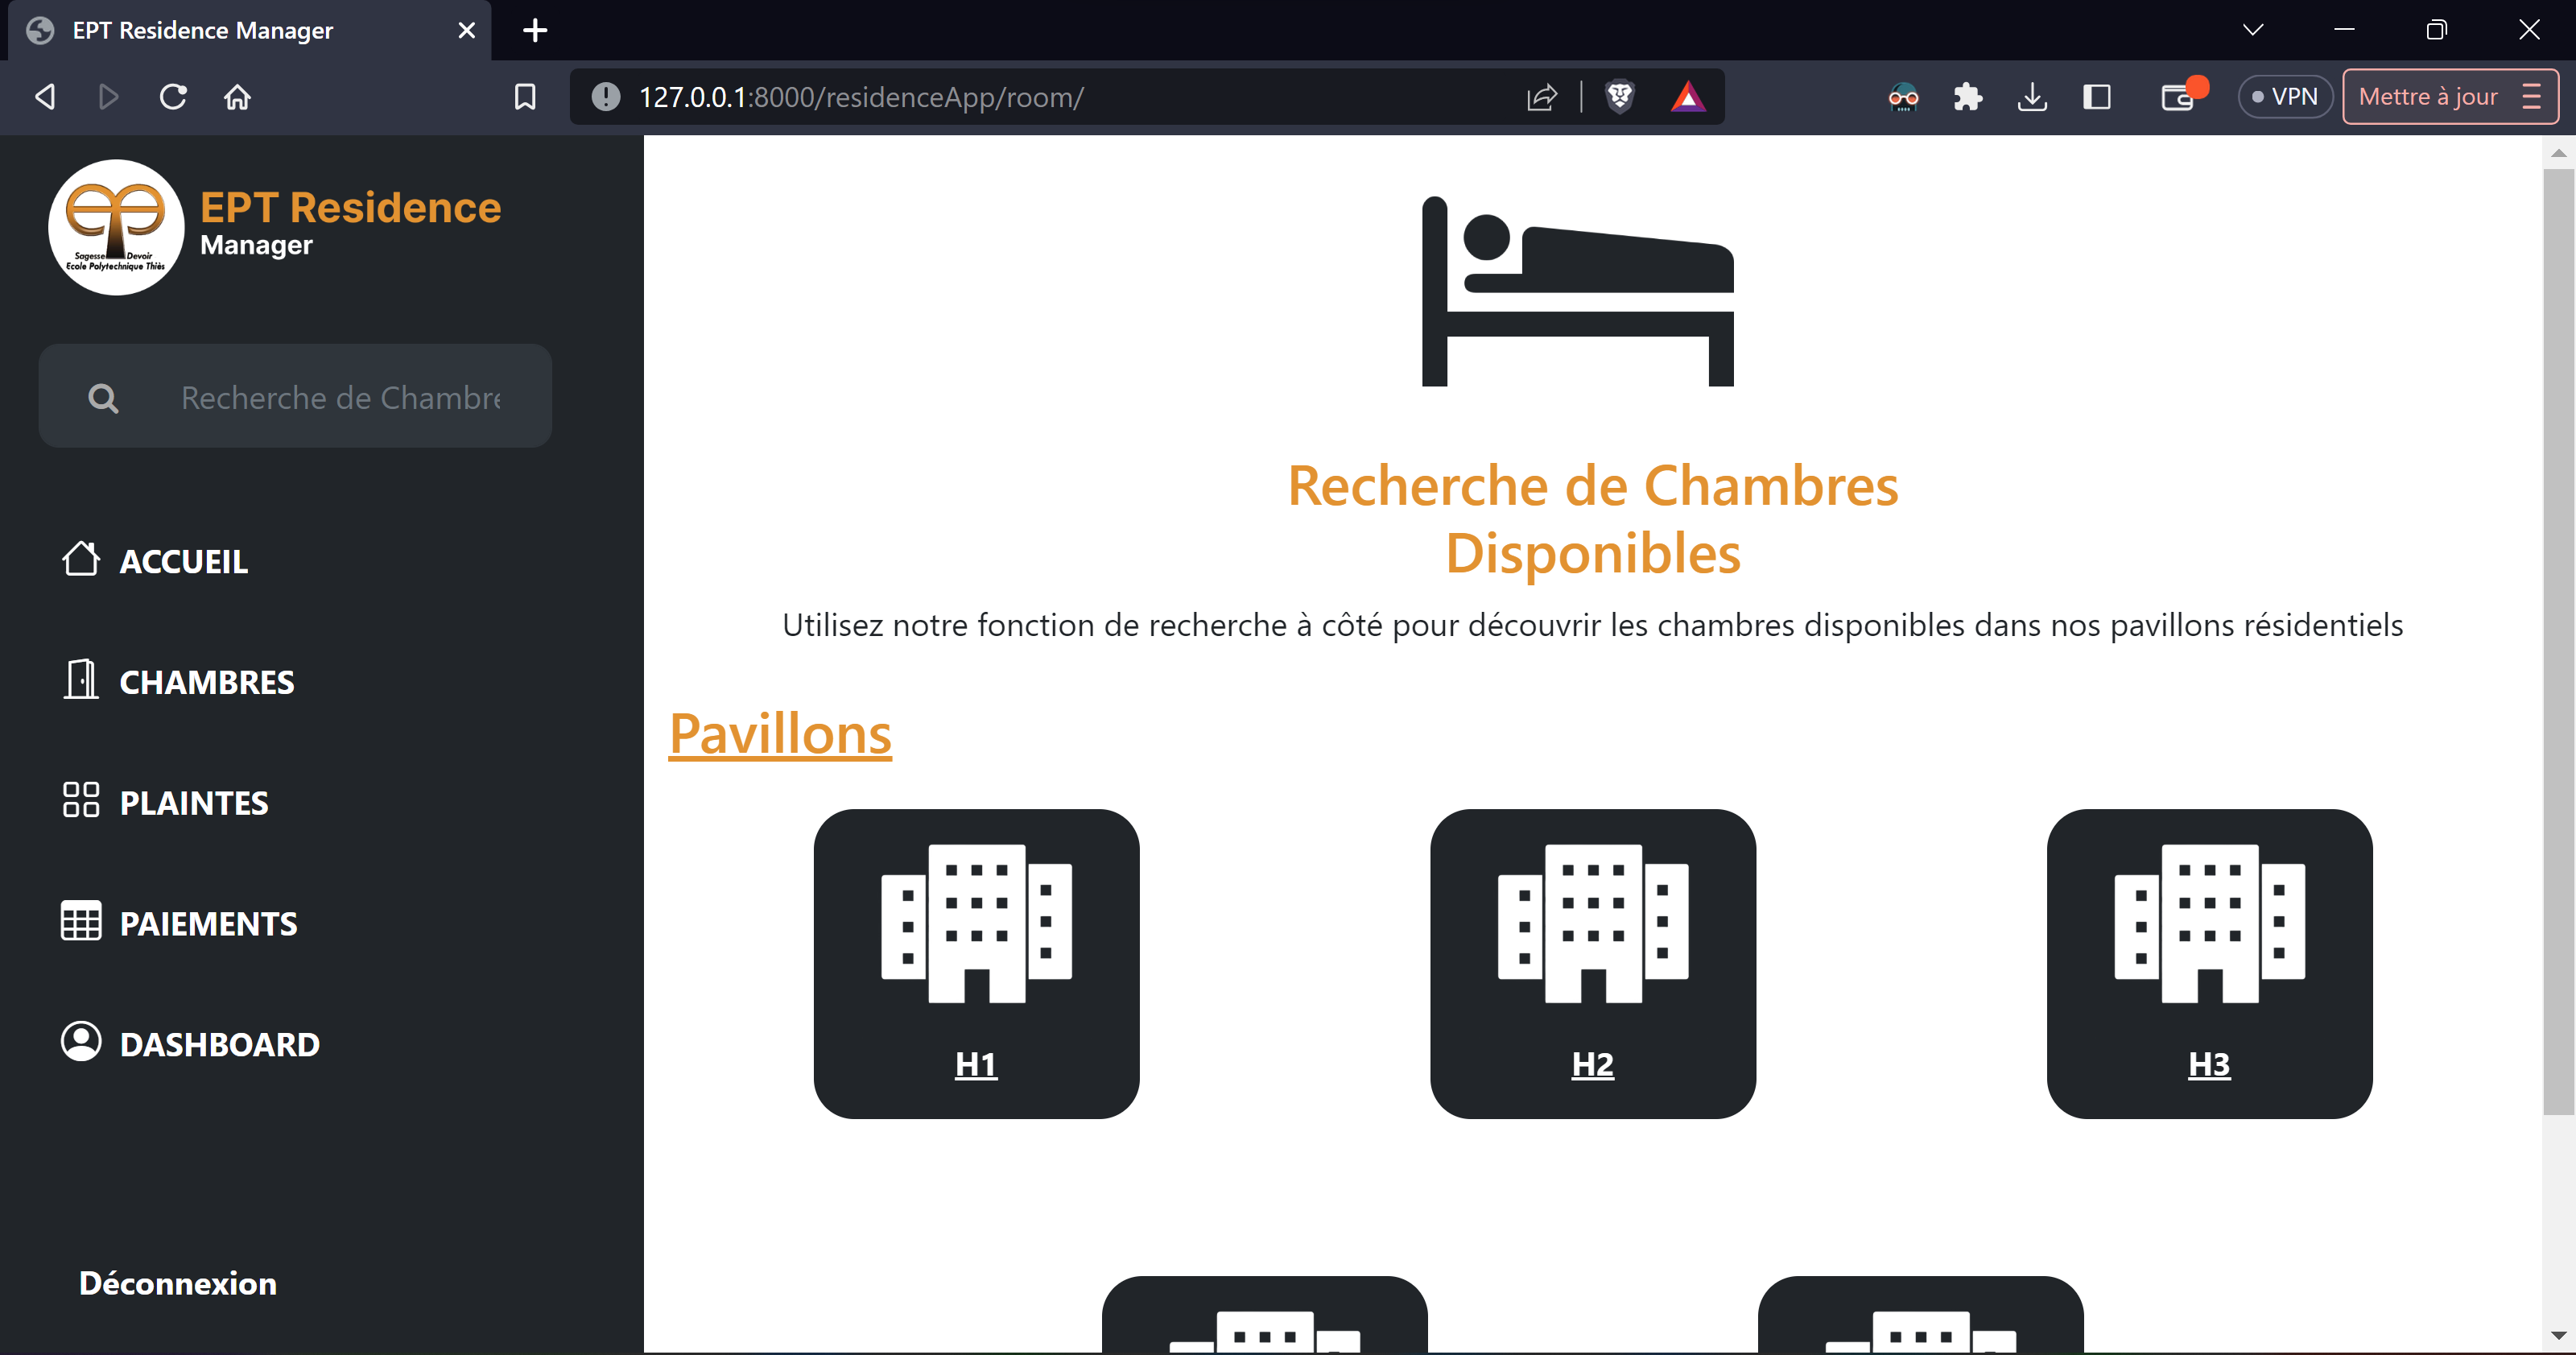 EPT Residence Manager
127.0.0.1:8000/residenceApp/room/
VPN
Mettre à jour
Sagesse Devoir
Ecole Polytechnique Thiès
EPT Residence
Manager
Recherche de Chambre
ACCUEIL
CHAMBRES
PLAINTES
PAIEMENTS
DASHBOARD
Déconnexion
Recherche de Chambres
Disponibles
Utilisez notre fonction de recherche à côté pour découvrir les chambres disponibles dans nos pavillons résidentiels
Pavillons
H1
H2
H3